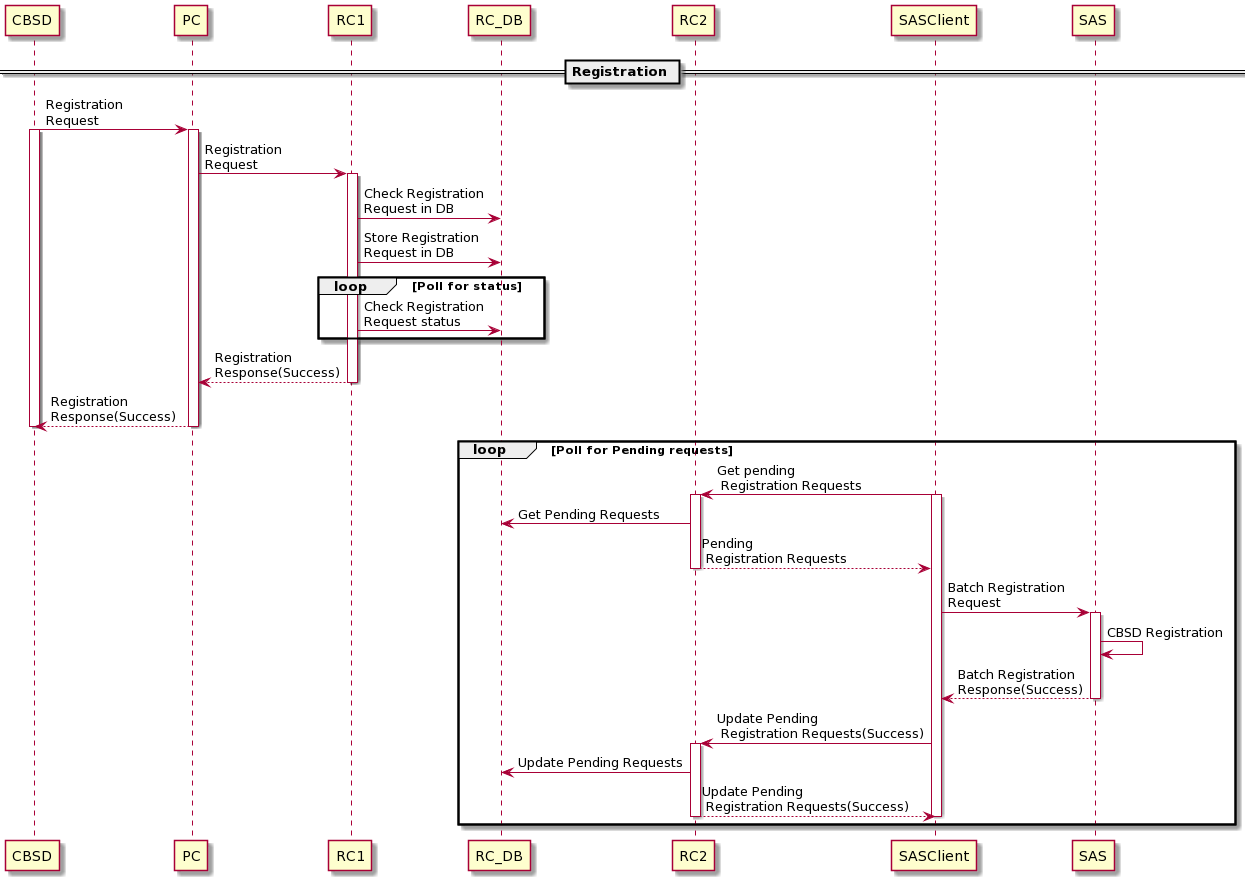 CBSD
PC
RC1
RC_DB
RC2
SASClient
SAS
Registration
Registration
Request
Registration
Request
Check Registration
Request in DB
Store Registration
Request in DB
loop
[Poll for status]
Check Registration
Request status
Registration
Response(Success)
Registration
Response(Success)
loop
[Poll for Pending requests]
Get pending
Registration Requests
Get Pending Requests
Pending
Registration Requests
Batch Registration
Request
CBSD Registration
Batch Registration
Response(Success)
Update Pending
Registration Requests(Success)
Update Pending Requests
Update Pending
Registration Requests(Success)
CBSD
PC
RC1
RC_DB
RC2
SASClient
SAS